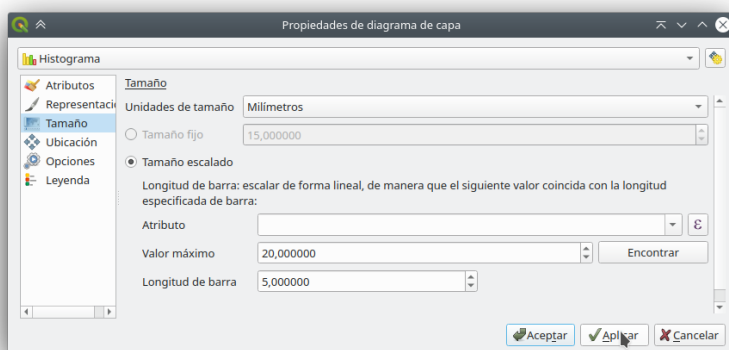 Propiedades de diagrama de capa
Histograma
Atributos
Representaci
Tamaño
Ubicación
Opciones
Leyenda
Tamaño
Unidades de tamaño Milímetros
Tamaño fijo 15,000000
Tamaño escalado
Longitud de barra: escalar de forma lineal, de manera que el siguiente valor coincida con la longitud
especificada de barra:
Atributo ε
Valor máximo 20,000000 Encontrar
Longitud de barra 5,000000
Aceptar Aplicar Cancelar